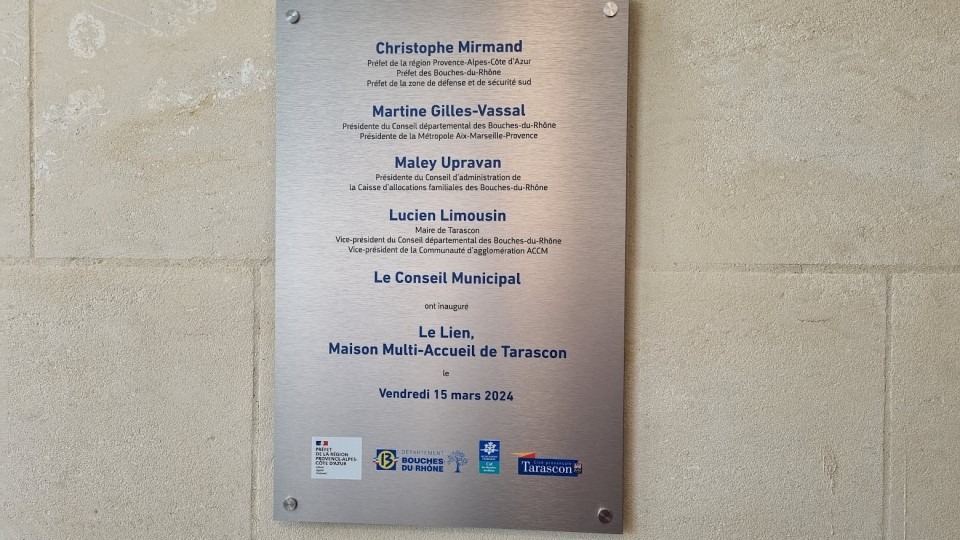 Christophe Mirmand
Préfet de la région Provence-Alpes-Côte d'Azur
Préfet des Bouches-du-Rhône
Préfet de la zone de défense et de sécurité sud
Martine Gilles-Vassal
Présidente du Conseil départemental des Bouches-du-Rhône
Présidente de la Métropole Aix-Marseille-Provence
Maley Upravan
Présidente du Conseil d'administration de
la Caisse d'allocations familiales des Bouches-du-Rhône
Lucien Limousin
Maire de Tarascon
Vice-président du Conseil départemental des Bouches-du-Rhône
Vice-président de la Communauté d'agglomération ACCM
Le Conseil Municipal
ont inauguré
Le Lien,
Maison Multi-Accueil de Tarascon
le
Vendredi 15 mars 2024
PRÉFET
DE LA RÉGION
PROVENCE-ALPES-
CÔTE D'AZUR
DÉPARTEMENT
BOUCHES
DU RHÔNE
Tarascon